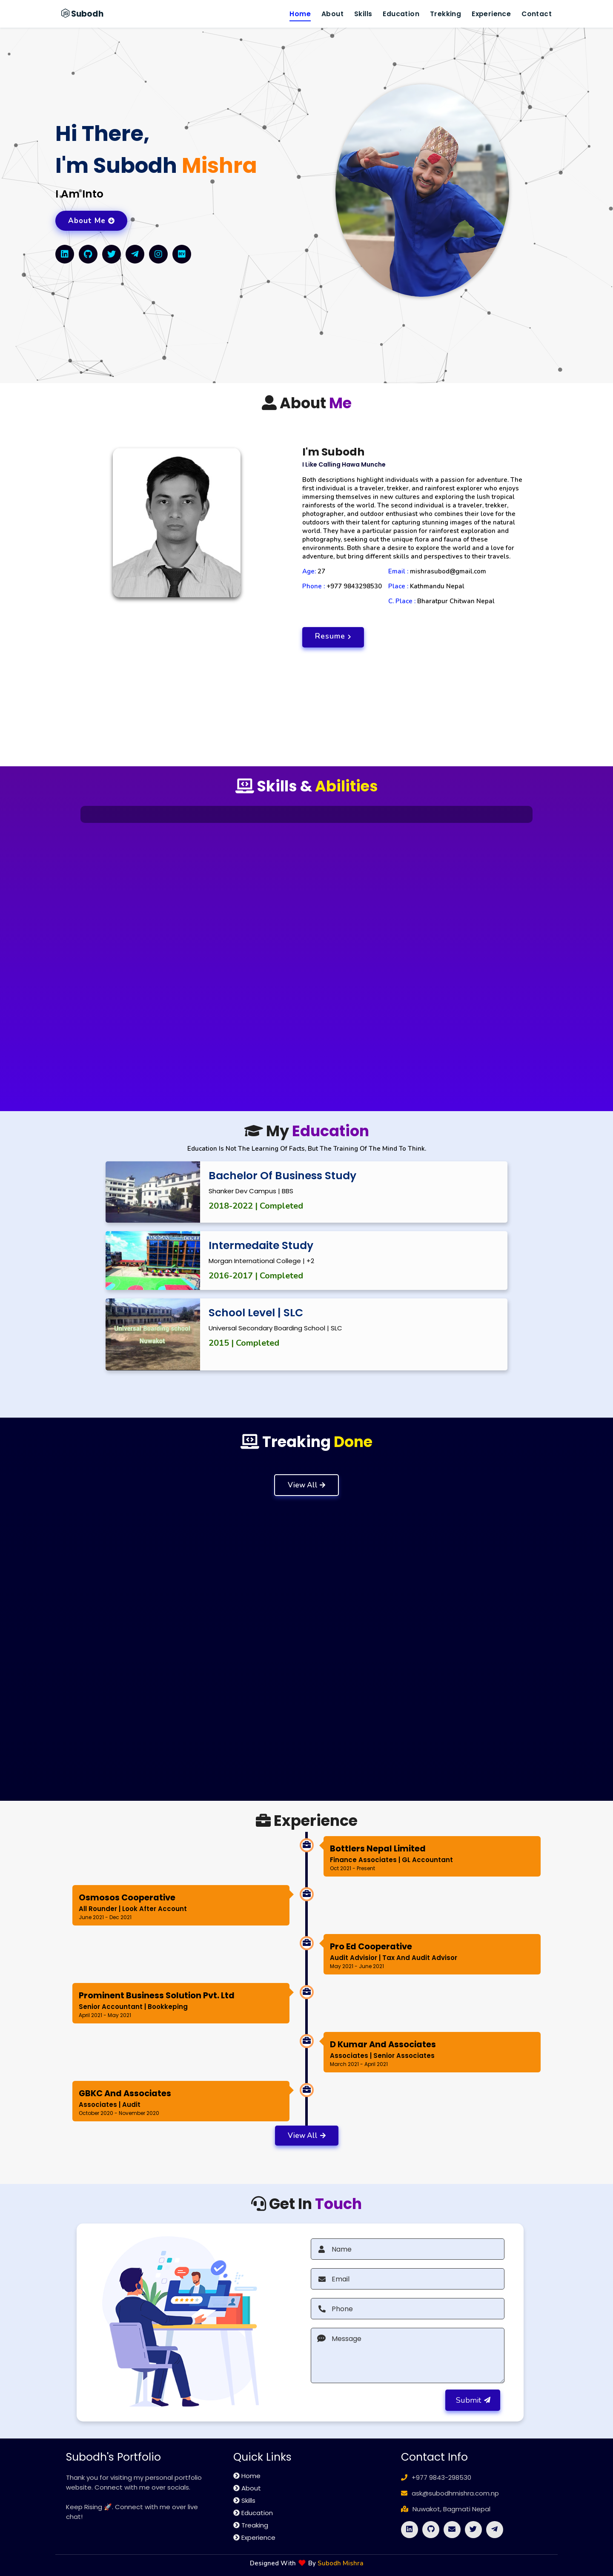 Subodh
Home About Skills Education Trekking Experience Contact
Hi There,
I'm Subodh Mishra
I Am Into
About Me
About Me
I'm Subodh
I Like Calling Hawa Munche
Both descriptions highlight individuals with a passion for adventure. The
first individual is a traveler, trekker, and rainforest explorer who enjoys
immersing themselves in new cultures and exploring the lush tropical
rainforests of the world. The second individual is a traveler, trekker,
photographer, and outdoor enthusiast who combines their love for the
outdoors with their talent for capturing stunning images of the natural
world. They have a particular passion for rainforest exploration and
photography, seeking out the unique flora and fauna of these
environments. Both share a desire to explore the world and a love for
adventure, but bring different skills and perspectives to their travels.
Age: 27 Email : mishrasubod@gmail.com
Phone : +977 9843298530 Place : Kathmandu Nepal
C. Place : Bharatpur Chitwan Nepal
Resume
Skills & Abilities
My Education
Education Is Not The Learning Of Facts, But The Training Of The Mind To Think.
Bachelor Of Business Study
Shanker Dev Campus | BBS
2018-2022 | Completed
Intermedaite Study
Morgan International College | +2
2016-2017 | Completed
School Level | SLC
Universal Secondary Boarding School | SLC
2015 | Completed
Nuwakot
Treaking Done
View All
Experience
Bottlers Nepal Limited
Finance Associates | GL Accountant
Oct 2021 - Present
Osmosos Cooperative
All Rounder | Look After Account
June 2021 - Dec 2021
Pro Ed Cooperative
Audit Advisior | Tax And Audit Advisor
May 2021 - June 2021
Prominent Business Solution Pvt. Ltd
Senior Accountant | Bookkeping
April 2021 - May 2021
D Kumar And Associates
Associates | Senior Associates
March 2021 - April 2021
GBKC And Associates
Associates | Audit
October 2020 - November 2020
View All
Get In Touch
Name
Email
Phone
Message
Submit
Subodh's Portfolio
Thank you for visiting my personal portfolio
website. Connect with me over socials.
Keep Rising 🚀. Connect with me over live
chat!
Quick Links
Home
About
Skills
Education
Treaking
Experience
Contact Info
+977 9843-298530
ask@subodhmishra.com.np
Nuwakot, Bagmati Nepal
Designed With ❤ By Subodh Mishra